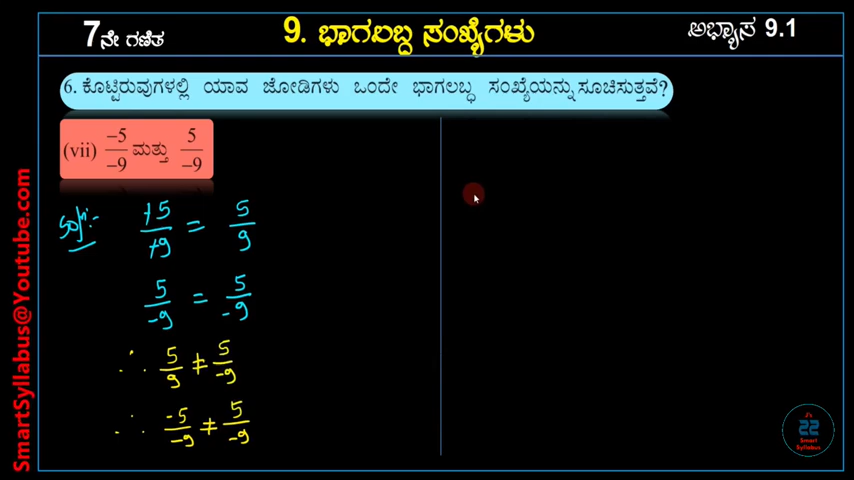 7ನೇ ಗಣಿತ
9. ಭಾಗಲಬ್ಧ ಸಂಖ್ಯೆಗಳು
ಅಭ್ಯಾಸ 9.1
6. ಕೊಟ್ಟಿರುವುಗಳಲ್ಲಿ ಯಾವ ಜೋಡಿಗಳು ಒಂದೇ ಭಾಗಲಬ್ಧ ಸಂಖ್ಯೆಯನ್ನು ಸೂಚಿಸುತ್ತವೆ?
(vii) -5/-9 ಮತ್ತು 5/-9
Solⁿ:- +5/+9 = 5/9
5/-9 = 5/-9
∴ 5/9 ≠ 5/-9
∴ -5/-9 ≠ 5/-9
SmartSyllabus@Youtube.com
J's
22
Smart
Syllabus